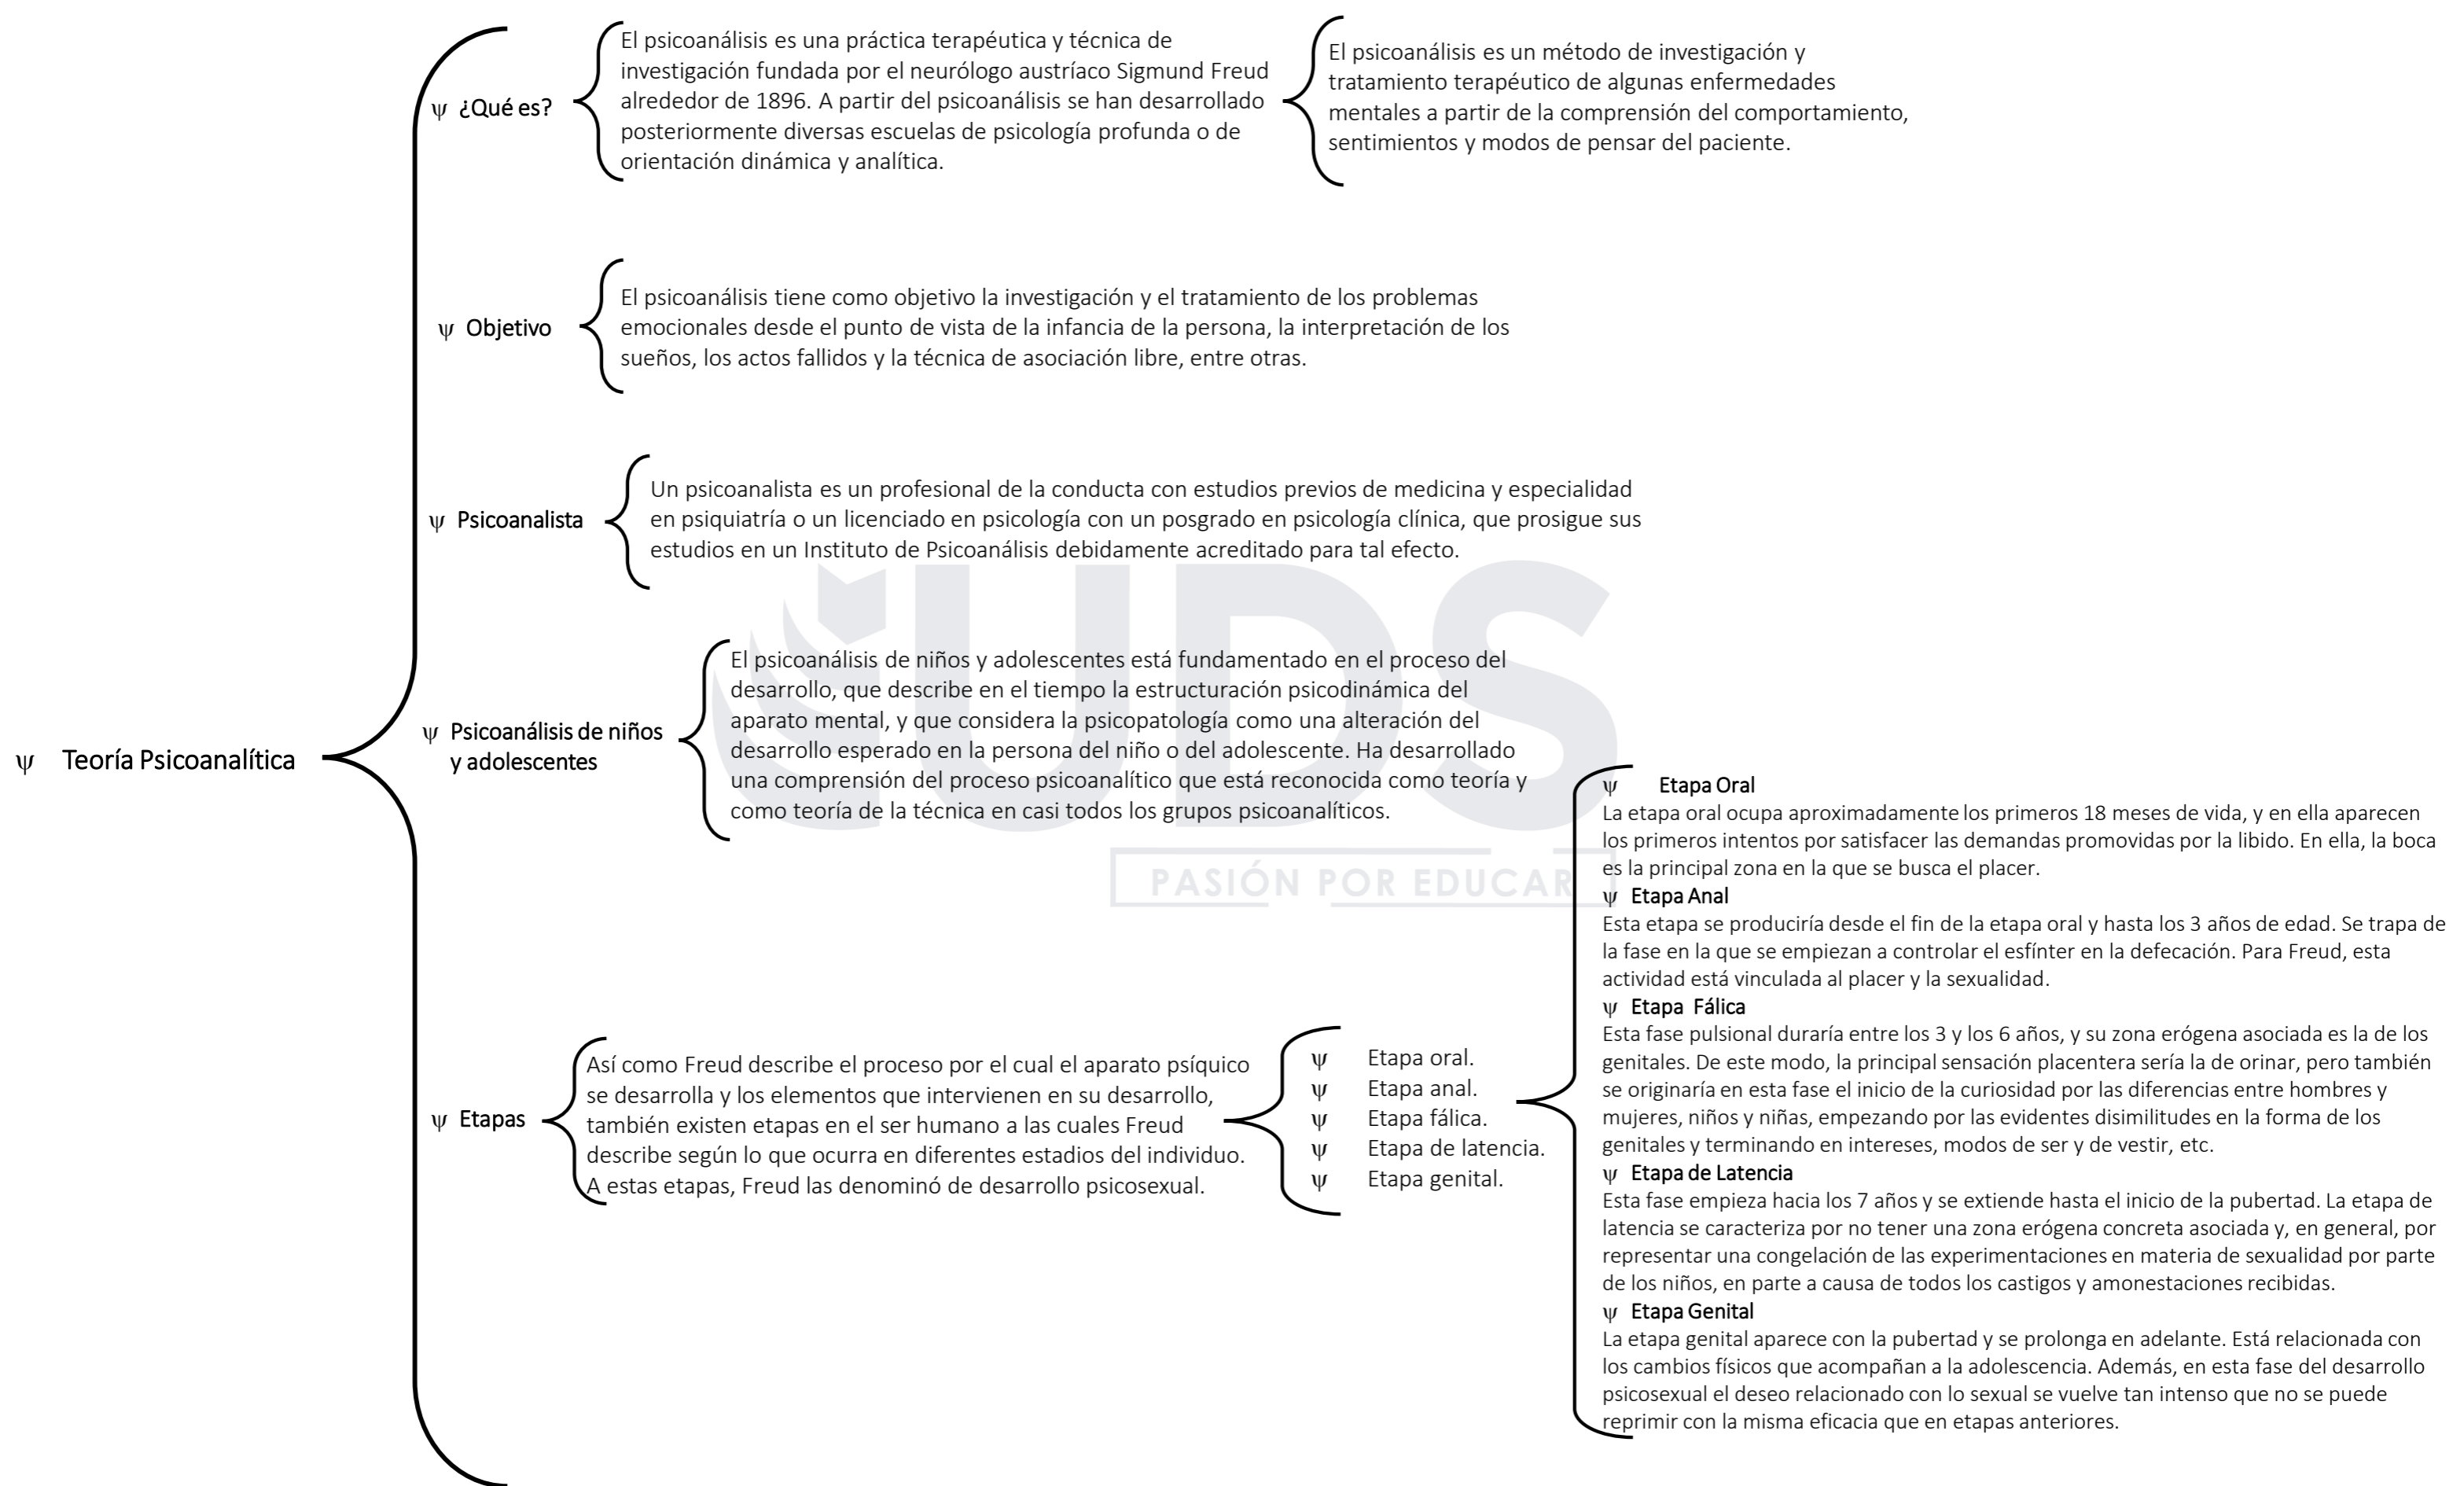 ψ Teoría Psicoanalítica
ψ ¿Qué es?
El psicoanálisis es una práctica terapéutica y técnica de
investigación fundada por el neurólogo austríaco Sigmund Freud
alrededor de 1896. A partir del psicoanálisis se han desarrollado
posteriormente diversas escuelas de psicología profunda o de
orientación dinámica y analítica.
El psicoanálisis es un método de investigación y
tratamiento terapéutico de algunas enfermedades
mentales a partir de la comprensión del comportamiento,
sentimientos y modos de pensar del paciente.
ψ Objetivo
El psicoanálisis tiene como objetivo la investigación y el tratamiento de los problemas
emocionales desde el punto de vista de la infancia de la persona, la interpretación de los
sueños, los actos fallidos y la técnica de asociación libre, entre otras.
ψ Psicoanalista
Un psicoanalista es un profesional de la conducta con estudios previos de medicina y especialidad
en psiquiatría o un licenciado en psicología con un posgrado en psicología clínica, que prosigue sus
estudios en un Instituto de Psicoanálisis debidamente acreditado para tal efecto.
ψ Psicoanálisis de niños
y adolescentes
El psicoanálisis de niños y adolescentes está fundamentado en el proceso del
desarrollo, que describe en el tiempo la estructuración psicodinámica del
aparato mental, y que considera la psicopatología como una alteración del
desarrollo esperado en la persona del niño o del adolescente. Ha desarrollado
una comprensión del proceso psicoanalítico que está reconocida como teoría y
como teoría de la técnica en casi todos los grupos psicoanalíticos.
ψ Etapas
Así como Freud describe el proceso por el cual el aparato psíquico
se desarrolla y los elementos que intervienen en su desarrollo,
también existen etapas en el ser humano a las cuales Freud
describe según lo que ocurra en diferentes estadios del individuo.
A estas etapas, Freud las denominó de desarrollo psicosexual.
ψ Etapa oral.
ψ Etapa anal.
ψ Etapa fálica.
ψ Etapa de latencia.
ψ Etapa genital.
ψ Etapa Oral
La etapa oral ocupa aproximadamente los primeros 18 meses de vida, y en ella aparecen
los primeros intentos por satisfacer las demandas promovidas por la libido. En ella, la boca
es la principal zona en la que se busca el placer.
ψ Etapa Anal
Esta etapa se produciría desde el fin de la etapa oral y hasta los 3 años de edad. Se trapa de
la fase en la que se empiezan a controlar el esfínter en la defecación. Para Freud, esta
actividad está vinculada al placer y la sexualidad.
ψ Etapa Fálica
Esta fase pulsional duraría entre los 3 y los 6 años, y su zona erógena asociada es la de los
genitales. De este modo, la principal sensación placentera sería la de orinar, pero también
se originaría en esta fase el inicio de la curiosidad por las diferencias entre hombres y
mujeres, niños y niñas, empezando por las evidentes disimilitudes en la forma de los
genitales y terminando en intereses, modos de ser y de vestir, etc.
ψ Etapa de Latencia
Esta fase empieza hacia los 7 años y se extiende hasta el inicio de la pubertad. La etapa de
latencia se caracteriza por no tener una zona erógena concreta asociada y, en general, por
representar una congelación de las experimentaciones en materia de sexualidad por parte
de los niños, en parte a causa de todos los castigos y amonestaciones recibidas.
ψ Etapa Genital
La etapa genital aparece con la pubertad y se prolonga en adelante. Está relacionada con
los cambios físicos que acompañan a la adolescencia. Además, en esta fase del desarrollo
psicosexual el deseo relacionado con lo sexual se vuelve tan intenso que no se puede
reprimir con la misma eficacia que en etapas anteriores.
UDS
PASIÓN POR EDUCAR